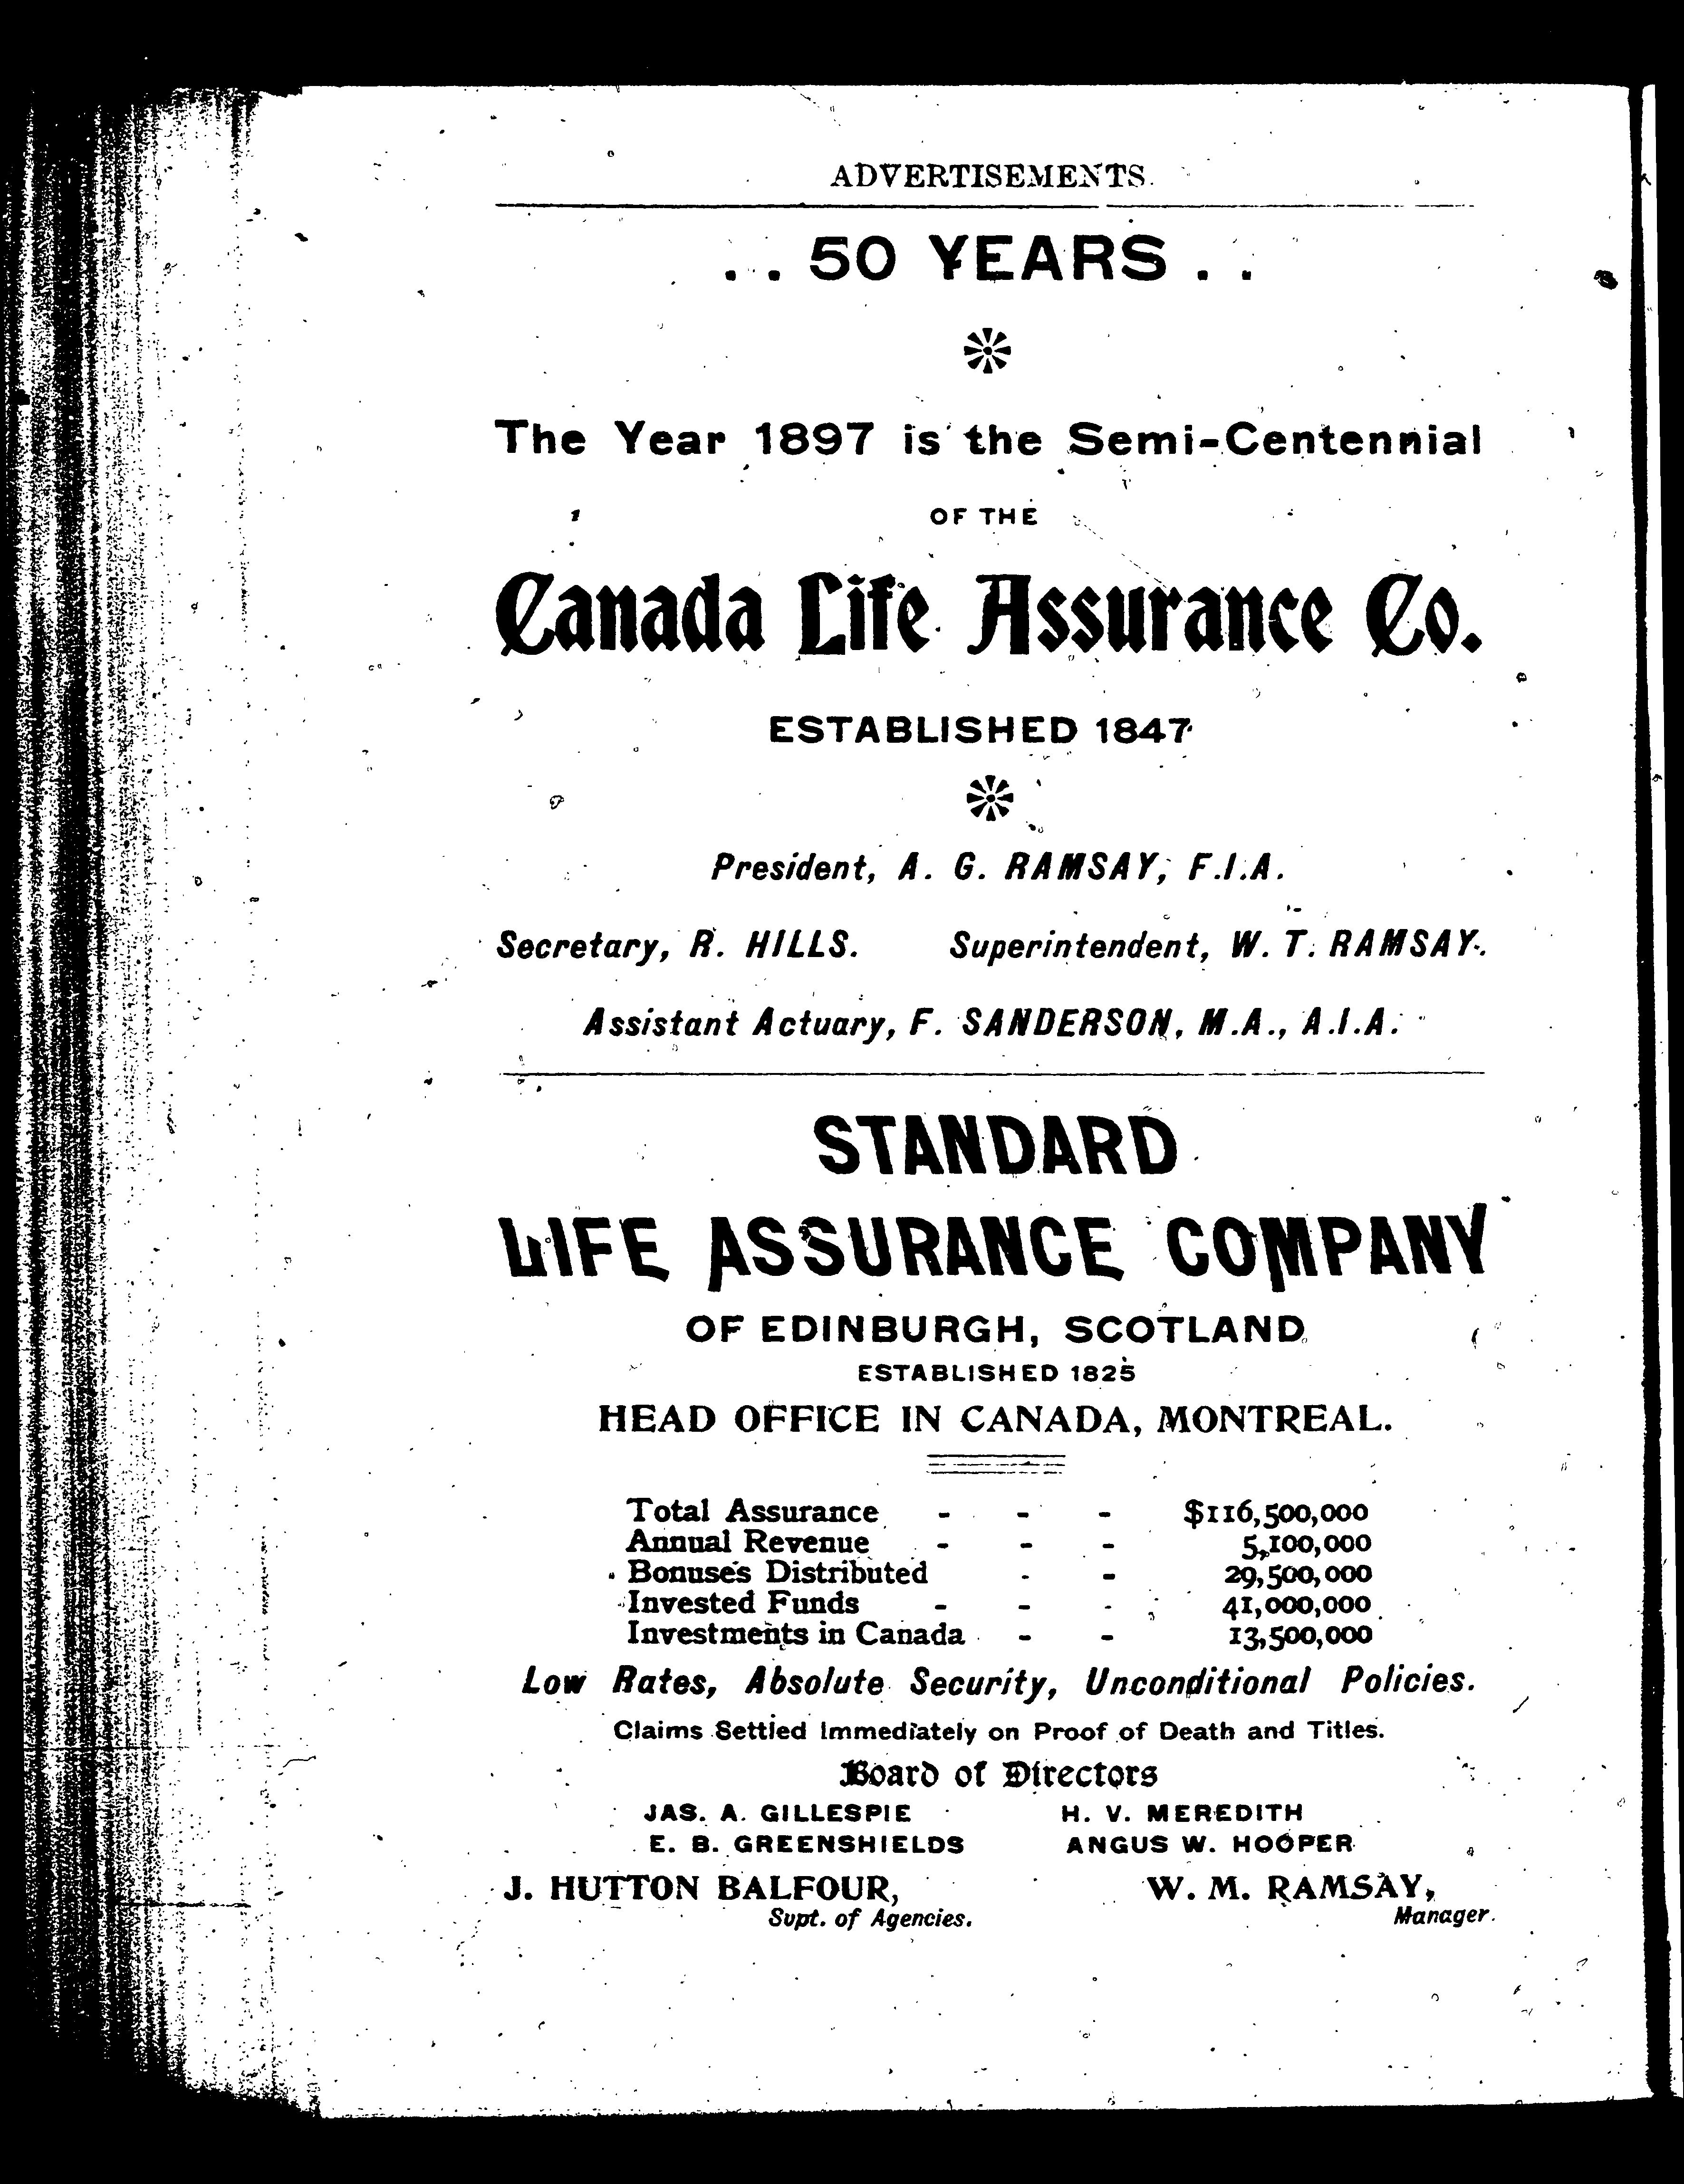 ADVERTISEMENTS.
. . 50 YEARS . .
The Year 1897 is the Semi-Centennial
OF THE
Canada Life Assurance Co.
ESTABLISHED 1847
President, A. G. RAMSAY, F.I.A.
Secretary, R. HILLS. Superintendent, W. T. RAMSAY.
Assistant Actuary, F. SANDERSON, M.A., A.I.A.
STANDARD
LIFE ASSURANCE COMPANY
OF EDINBURGH, SCOTLAND
ESTABLISHED 1825
HEAD OFFICE IN CANADA, MONTREAL.
Total Assurance - - - $116,500,000
Annual Revenue - - - 5,100,000
Bonuses Distributed - - 29,500,000
Invested Funds - - - 41,000,000
Investments in Canada - - 13,500,000
Low Rates, Absolute Security, Unconditional Policies.
Claims Settled Immediately on Proof of Death and Titles.
Board of Directors
JAS. A. GILLESPIE H. V. MEREDITH
E. B. GREENSHIELDS ANGUS W. HOOPER
J. HUTTON BALFOUR, W. M. RAMSAY,
Supt. of Agencies. Manager.